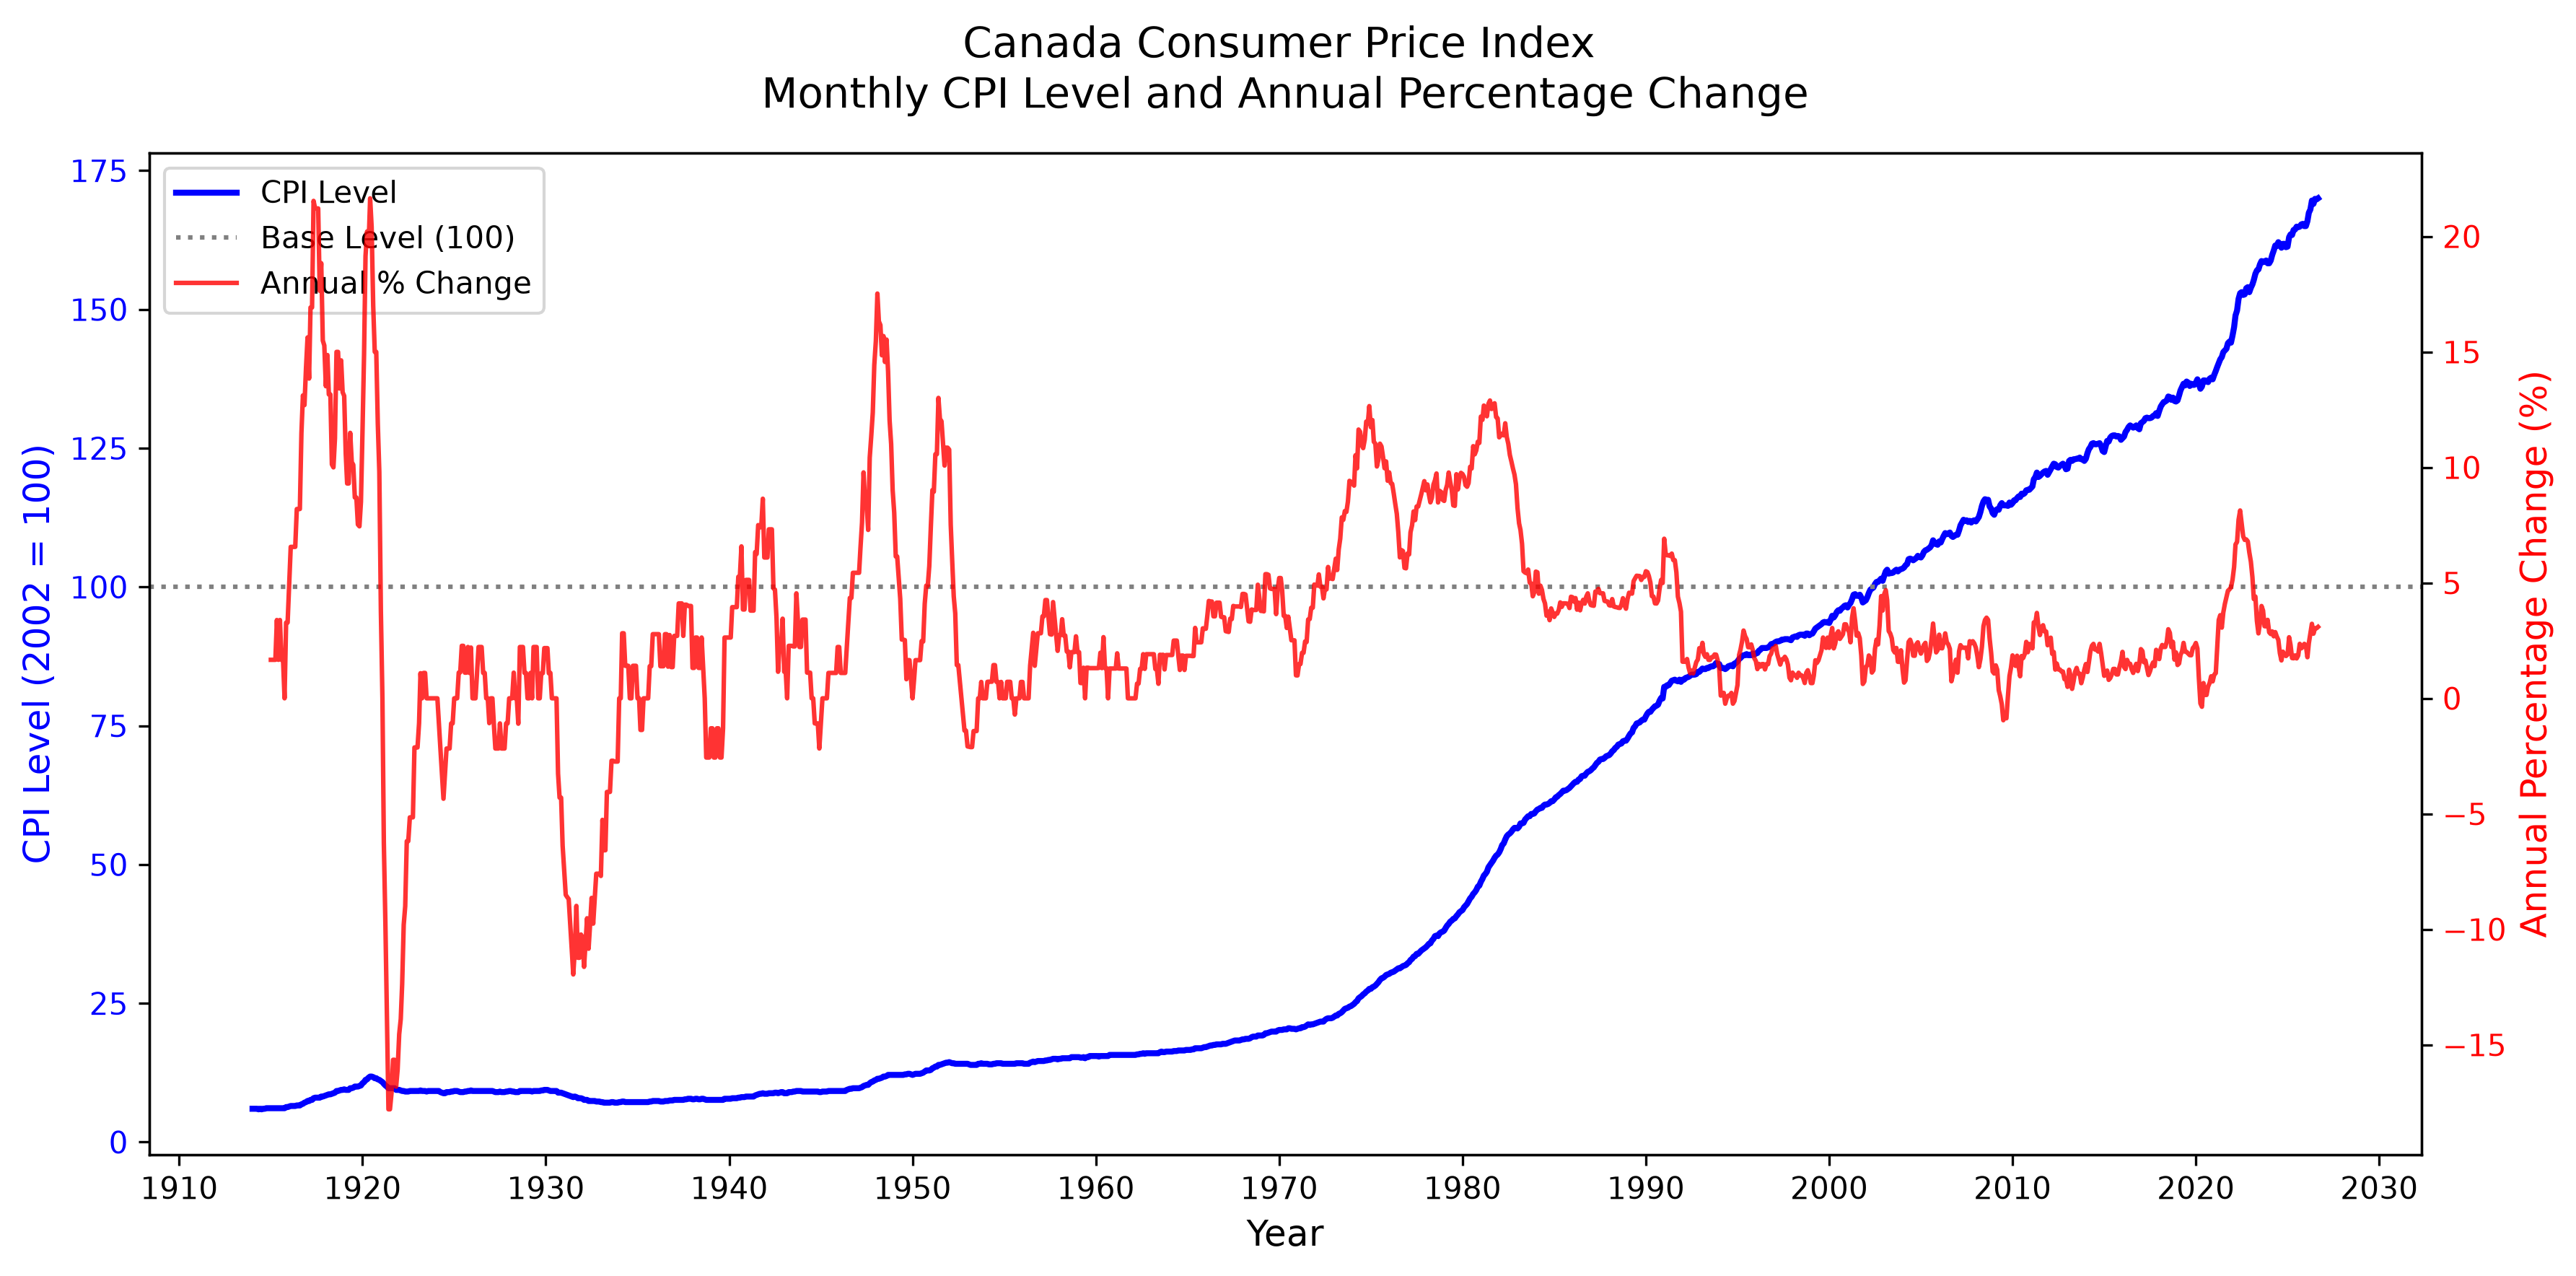 Canada Consumer Price Index
Monthly CPI Level and Annual Percentage Change
CPI Level
Base Level (100)
Annual % Change
CPI Level (2002 = 100)
175
150
125
100
75
50
25
0
20
15
10
5
0
−5
−10
−15
Annual Percentage Change (%)
1910 1920 1930 1940 1950 1960 1970 1980 1990 2000 2010 2020 2030
Year